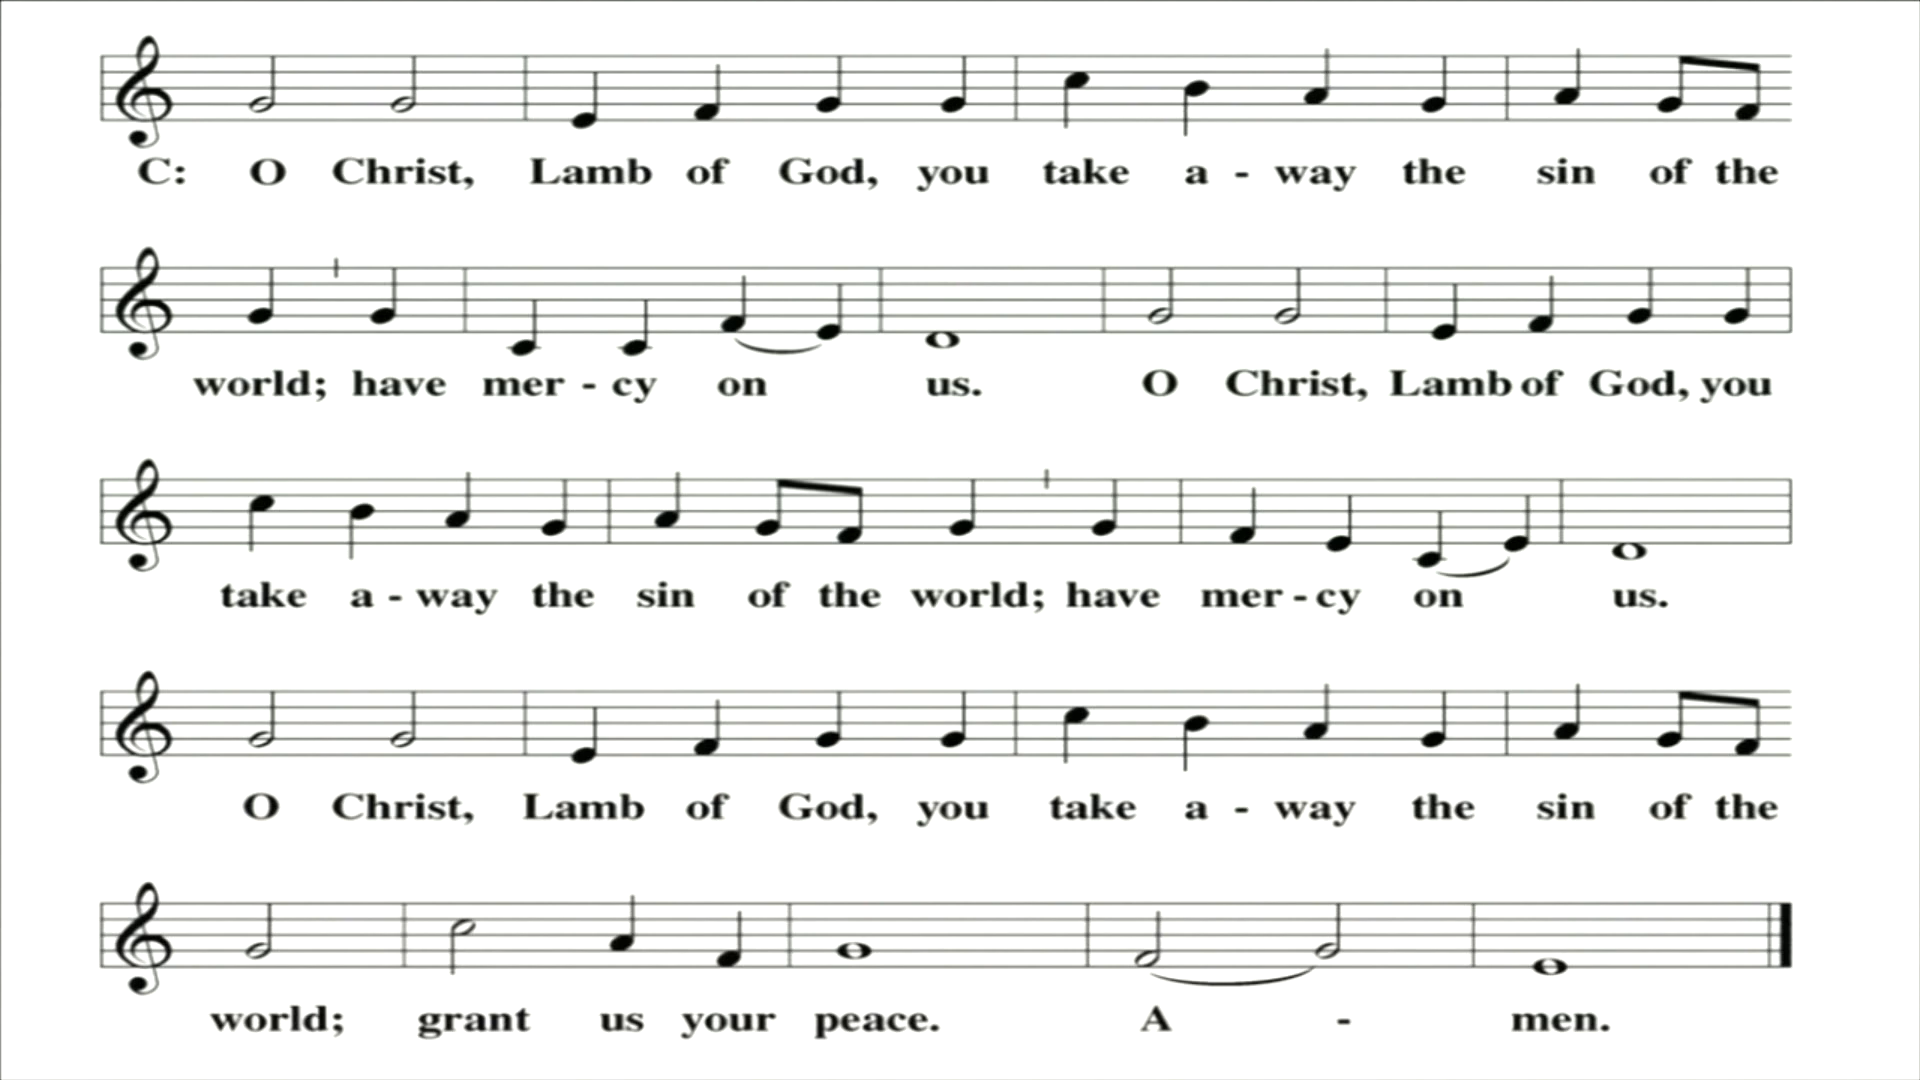 C: O Christ, Lamb of God, you take a - way the sin of the
world; have mer - cy on us. O Christ, Lamb of God, you
take a - way the sin of the world; have mer - cy on us.
O Christ, Lamb of God, you take a - way the sin of the
world; grant us your peace. A - men.